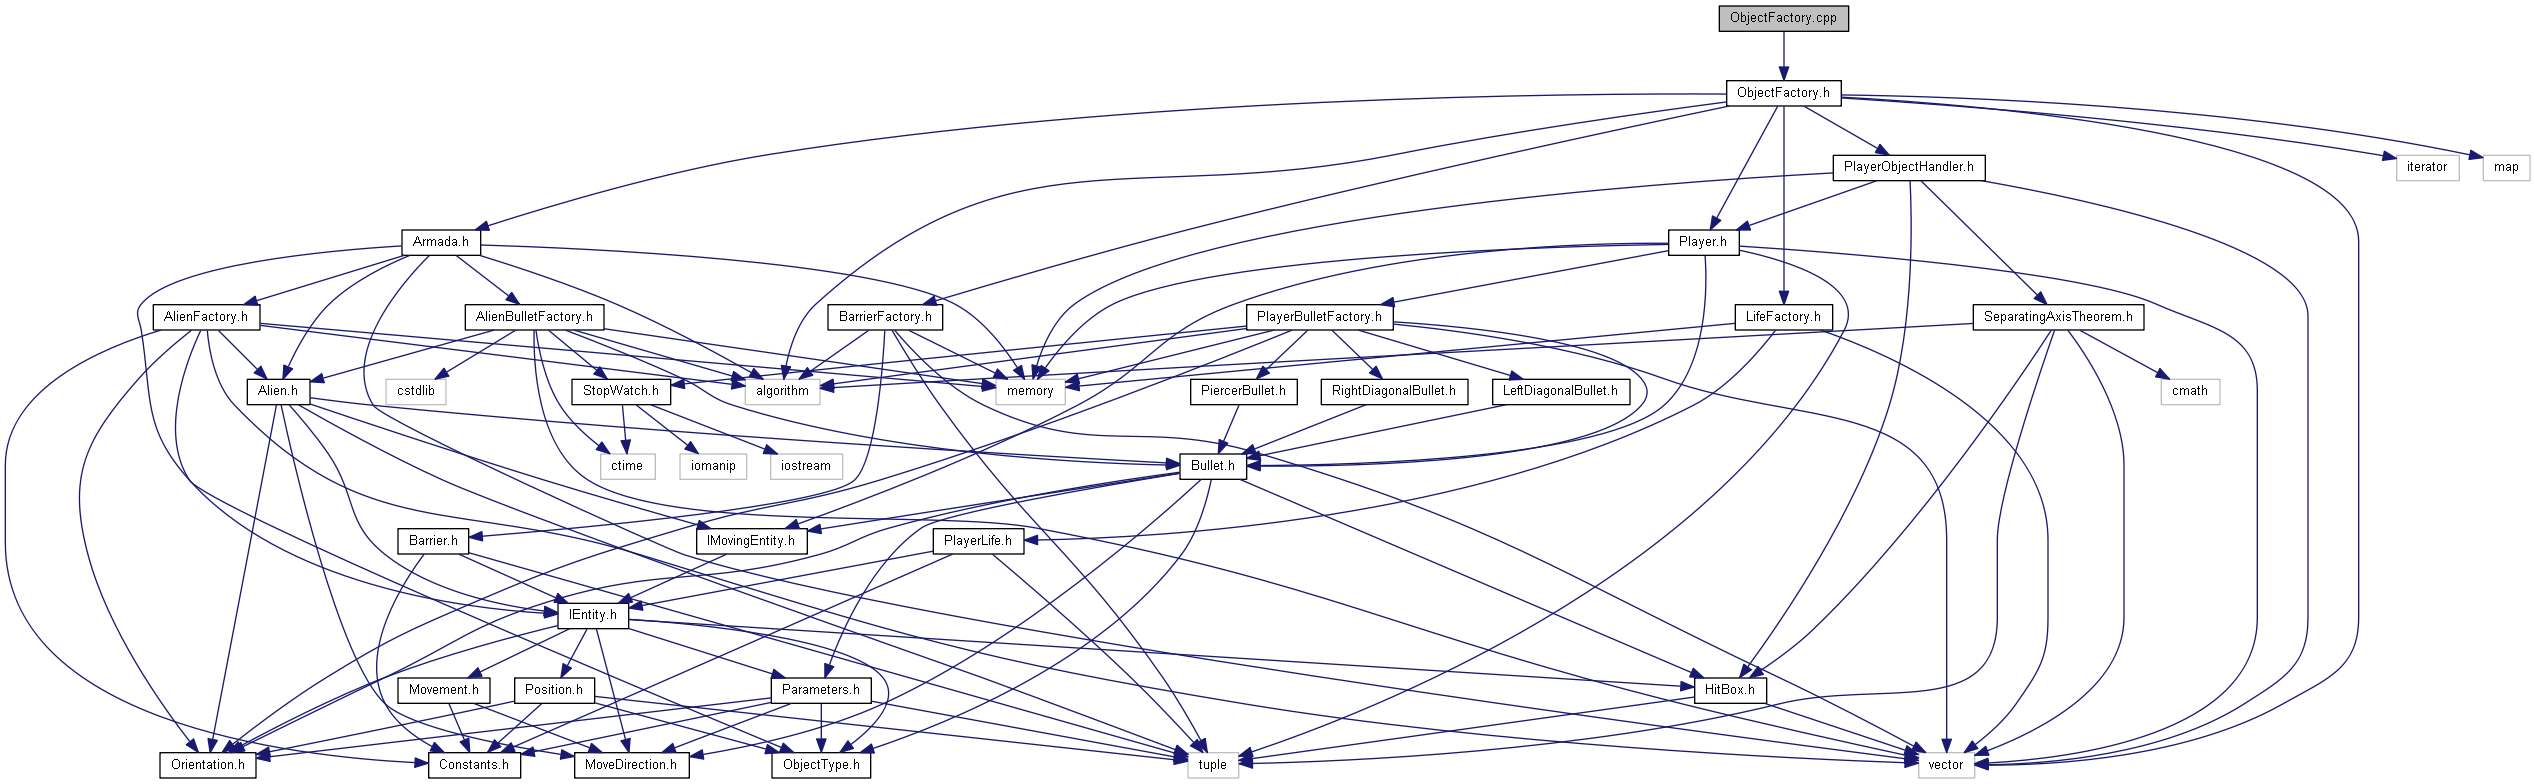 ObjectFactory.cpp
ObjectFactory.h
PlayerObjectHandler.h
iterator
map
Armada.h
Player.h
AlienFactory.h
AlienBulletFactory.h
BarrierFactory.h
PlayerBulletFactory.h
LifeFactory.h
SeparatingAxisTheorem.h
Alien.h
cstdlib
StopWatch.h
algorithm
memory
PiercerBullet.h
RightDiagonalBullet.h
LeftDiagonalBullet.h
cmath
ctime
iomanip
iostream
Bullet.h
Barrier.h
IMovingEntity.h
PlayerLife.h
IEntity.h
Movement.h
Position.h
Parameters.h
HitBox.h
Orientation.h
Constants.h
MoveDirection.h
ObjectType.h
tuple
vector